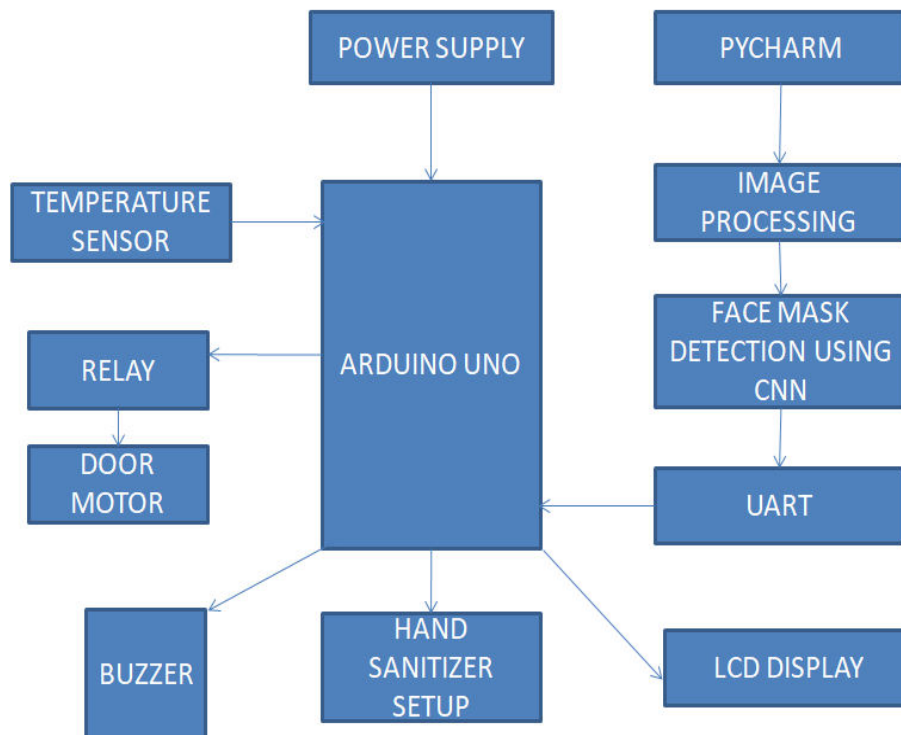 POWER SUPPLY
PYCHARM
TEMPERATURE
SENSOR
IMAGE
PROCESSING
RELAY
ARDUINO UNO
FACE MASK
DETECTION USING
CNN
DOOR
MOTOR
UART
BUZZER
HAND
SANITIZER
SETUP
LCD DISPLAY